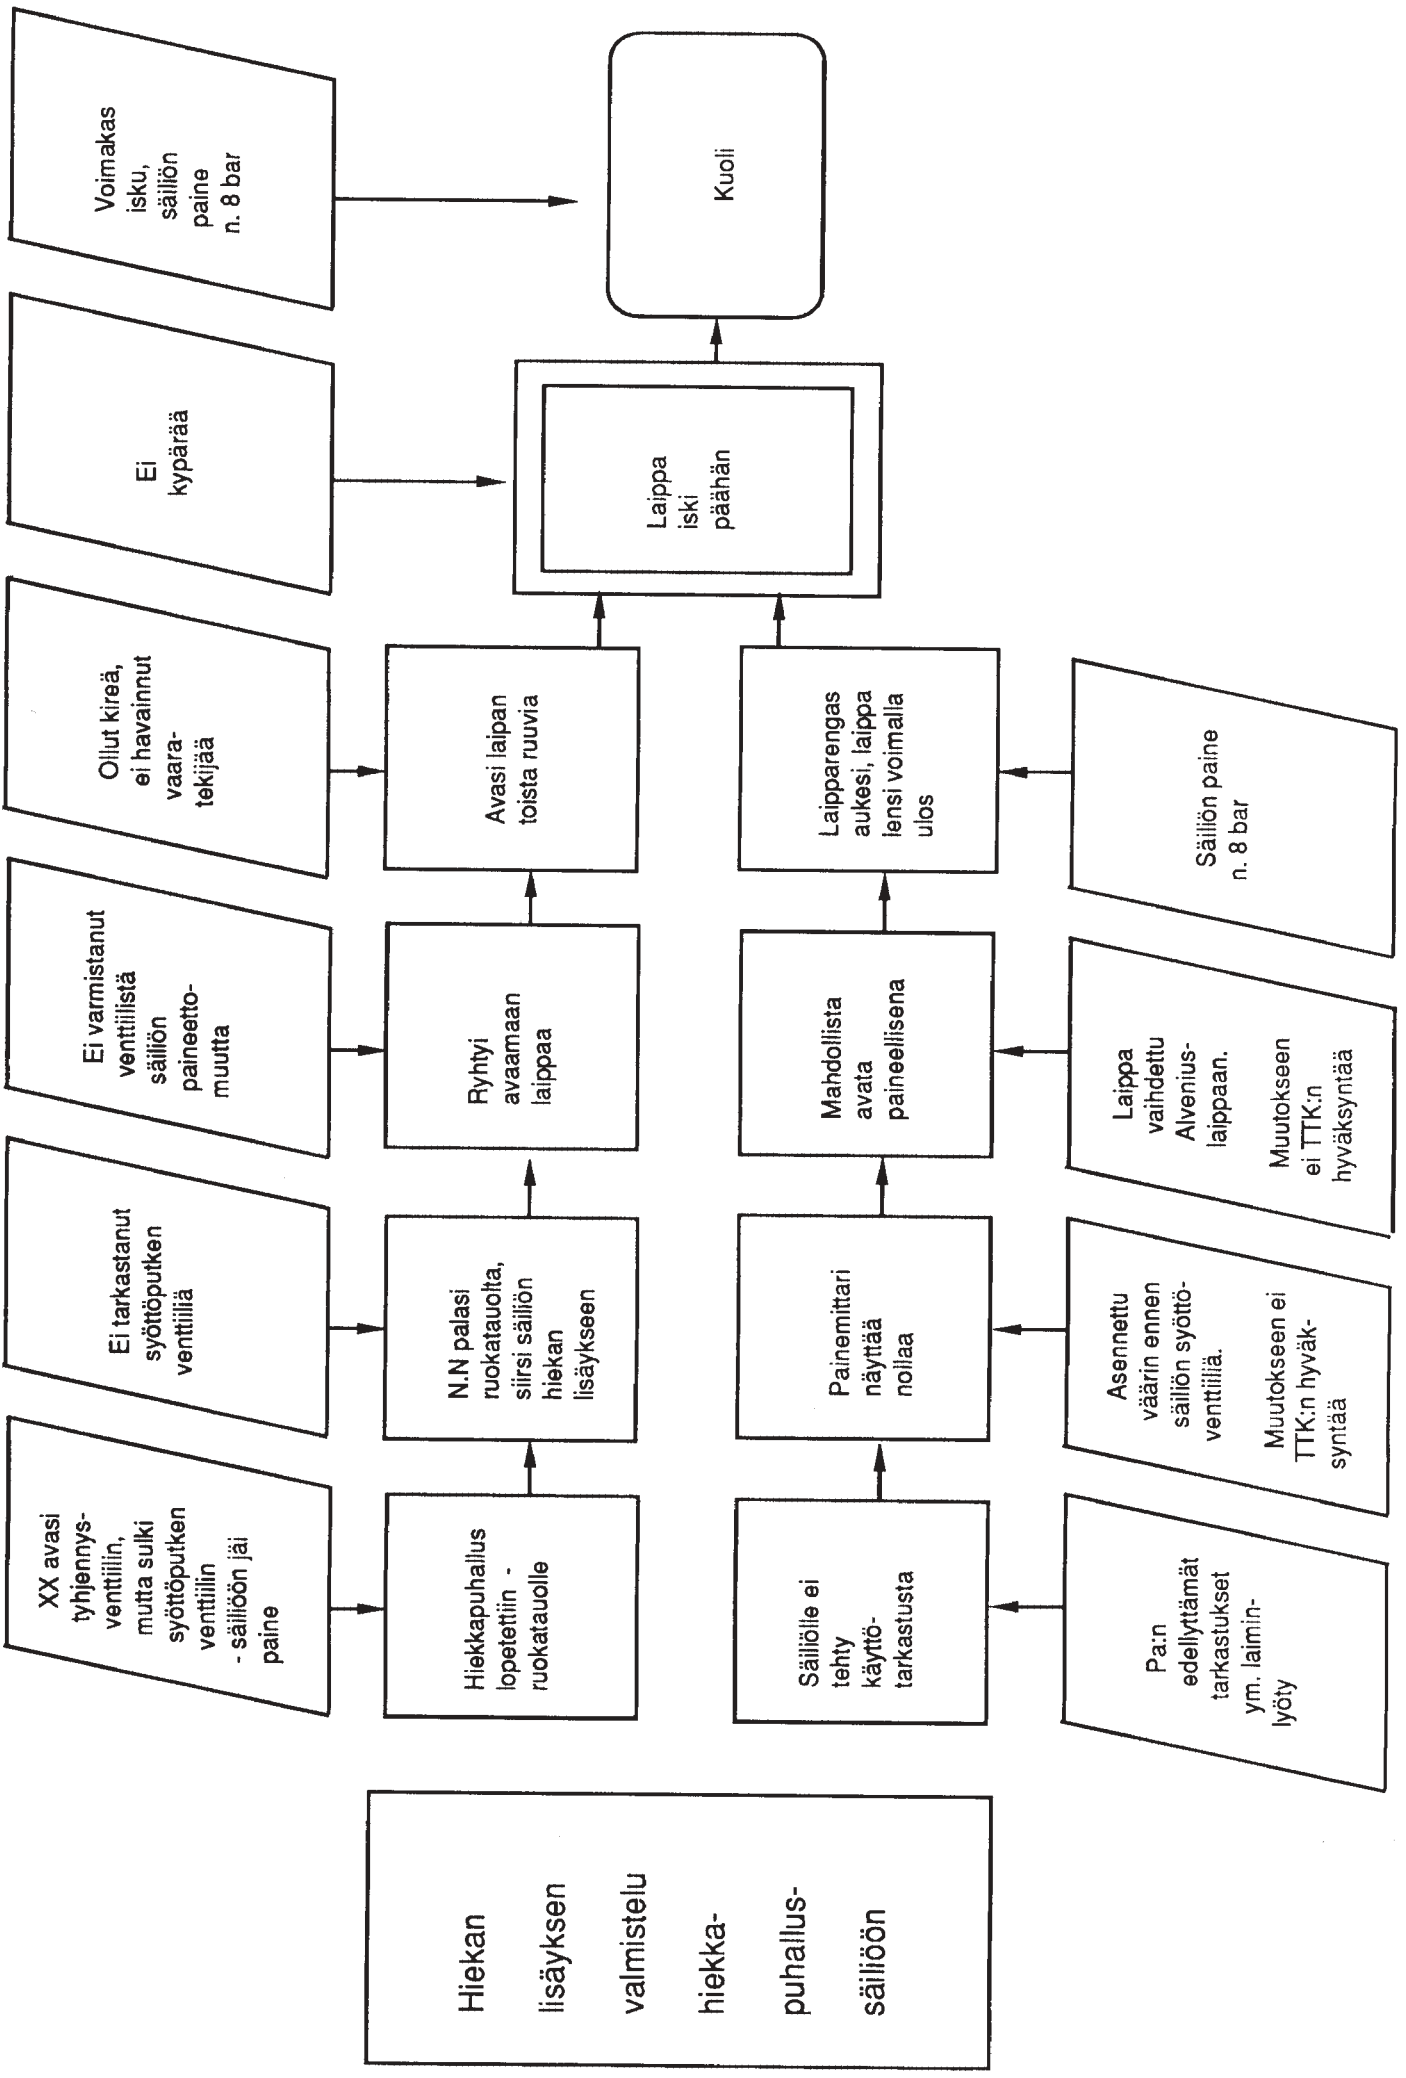 Hiekan
lisäyksen
valmistelu
hiekka-
puhallus-
säiliöön
XX avasi
tyhjennys-
venttiilin,
mutta sulki
syöttöputken
venttiilin
- säiliöön jäi
paine
Ei tarkastanut
syöttöputken
venttiiliä
Ei varmistanut
venttiilistä
säiliön
paineetto-
muutta
Ollut kireä,
ei havainnut
vaara-
tekijää
Ei
kypärää
Voimakas
isku,
säiliön
paine
n. 8 bar
Hiekkapuhallus
lopetettiin -
ruokatauolle
N.N palasi
ruokatauolta,
siirsi säiliön
hiekan
lisäykseen
Ryhtyi
avaamaan
laippaa
Avasi laipan
toista ruuvia
Laippa
iski
päähän
Kuoli
Säiliölle ei
tehty
käyttö-
tarkastusta
Painemittari
näyttää
nollaa
Mahdollista
avata
paineellisena
Laipparengas
aukesi, laippa
lensi voimalla
ulos
Pa:n
edellyttämät
tarkastukset
ym. laimin-
lyöty
Asennettu
väärin ennen
säiliön syöttö-
venttiiliä.
Muutokseen ei
TTK:n hyväk-
syntää
Laippa
vaihdettu
Alvenius-
laippaan.
Muutokseen
ei TTK:n
hyväksyntää
Säiliön paine
n. 8 bar